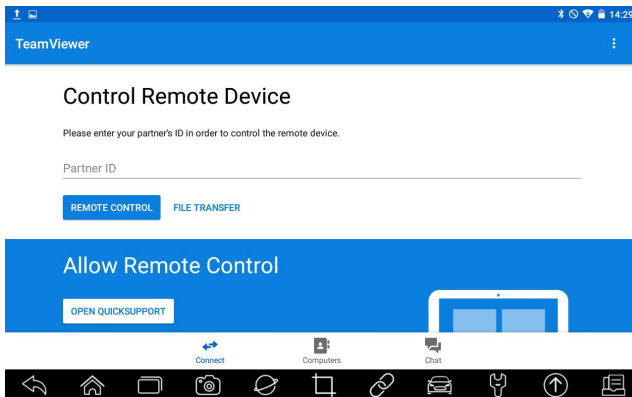 14:29
TeamViewer
Control Remote Device
Please enter your partner's ID in order to control the remote device.
Partner ID
REMOTE CONTROL FILE TRANSFER
Allow Remote Control
OPEN QUICKSUPPORT
Connect Computers Chat